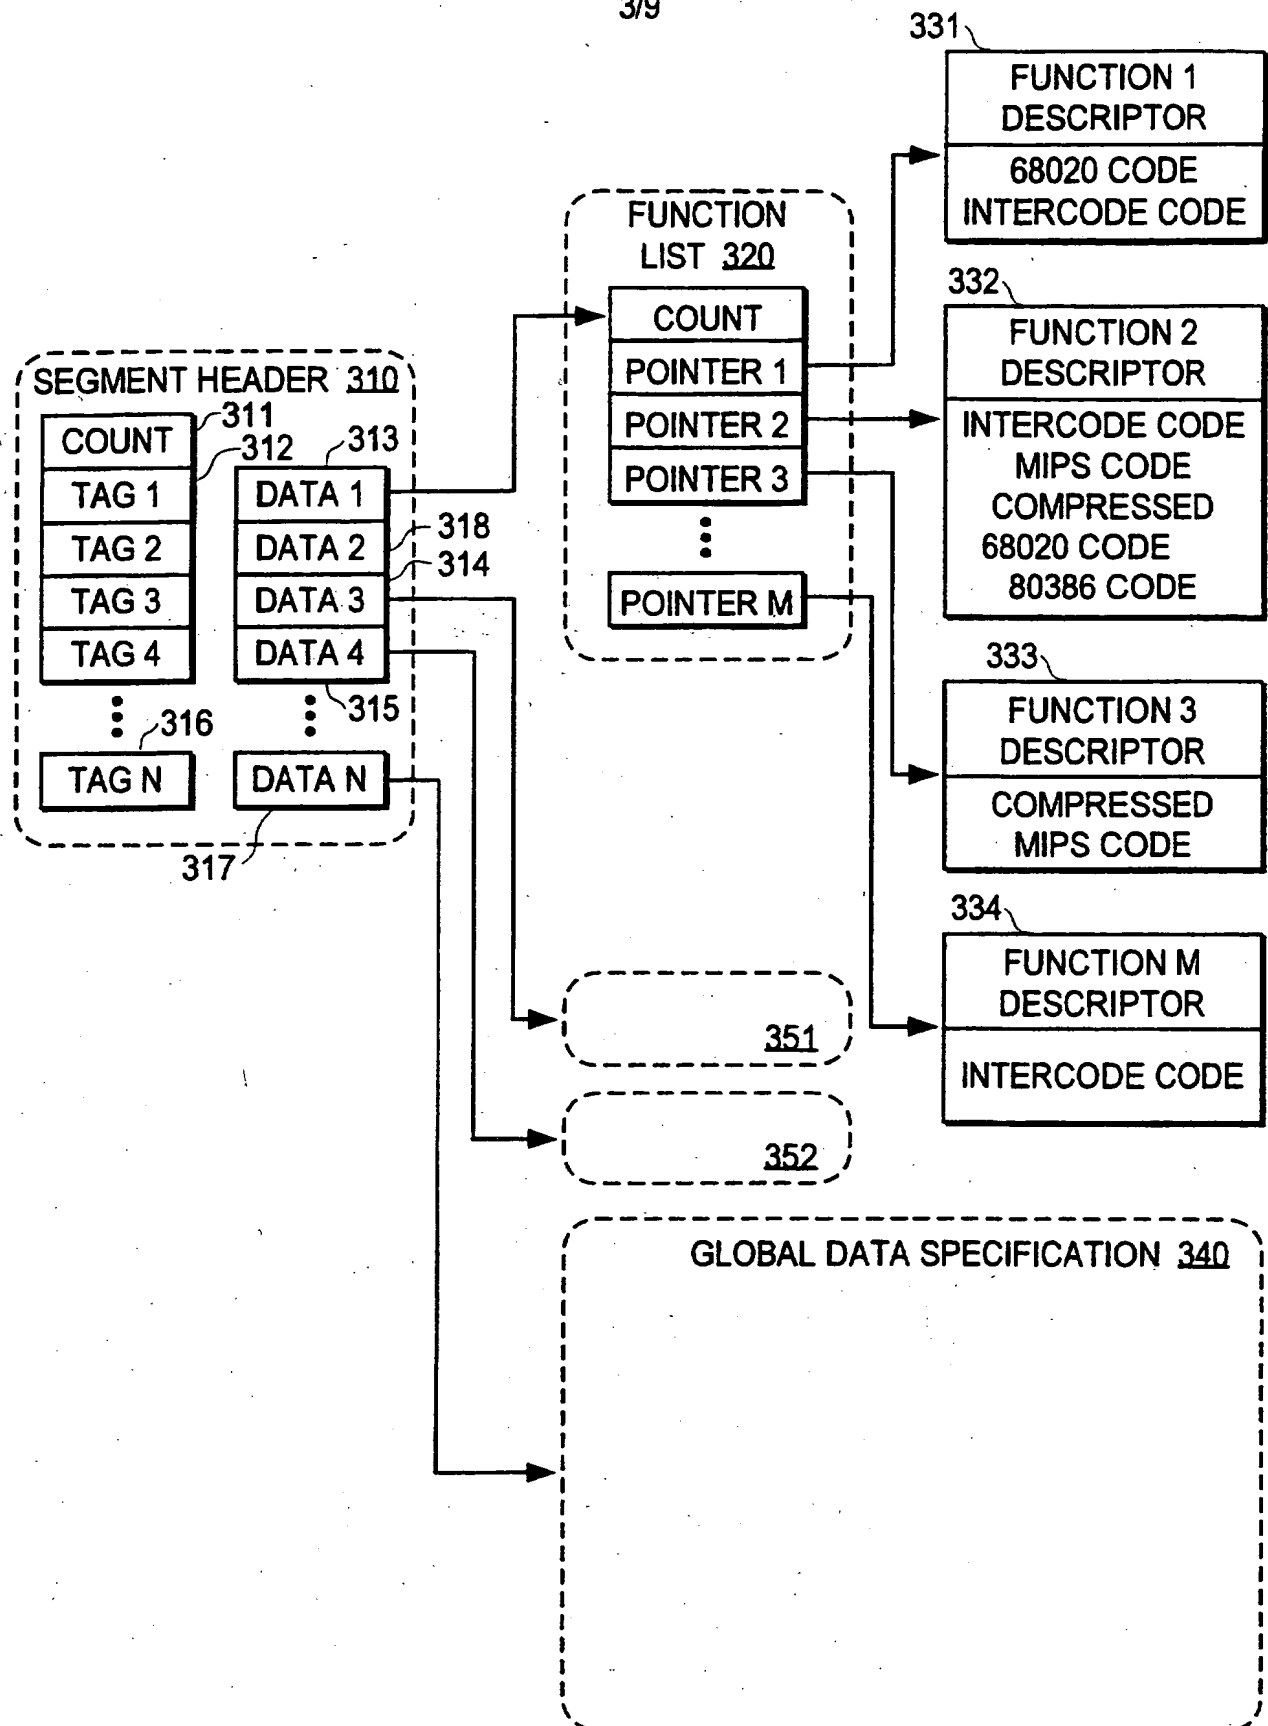 3/9
331
FUNCTION 1
DESCRIPTOR
68020 CODE
INTERCODE CODE
FUNCTION
LIST 320
COUNT
POINTER 1
POINTER 2
POINTER 3
POINTER M
332
FUNCTION 2
DESCRIPTOR
INTERCODE CODE
MIPS CODE
COMPRESSED
68020 CODE
80386 CODE
SEGMENT HEADER 310
311
COUNT
312
TAG 1
TAG 2
TAG 3
TAG 4
316
TAG N
313
DATA 1
318
DATA 2
314
DATA 3
DATA 4
315
DATA N
317
333
FUNCTION 3
DESCRIPTOR
COMPRESSED
MIPS CODE
334
FUNCTION M
DESCRIPTOR
INTERCODE CODE
351
352
GLOBAL DATA SPECIFICATION 340